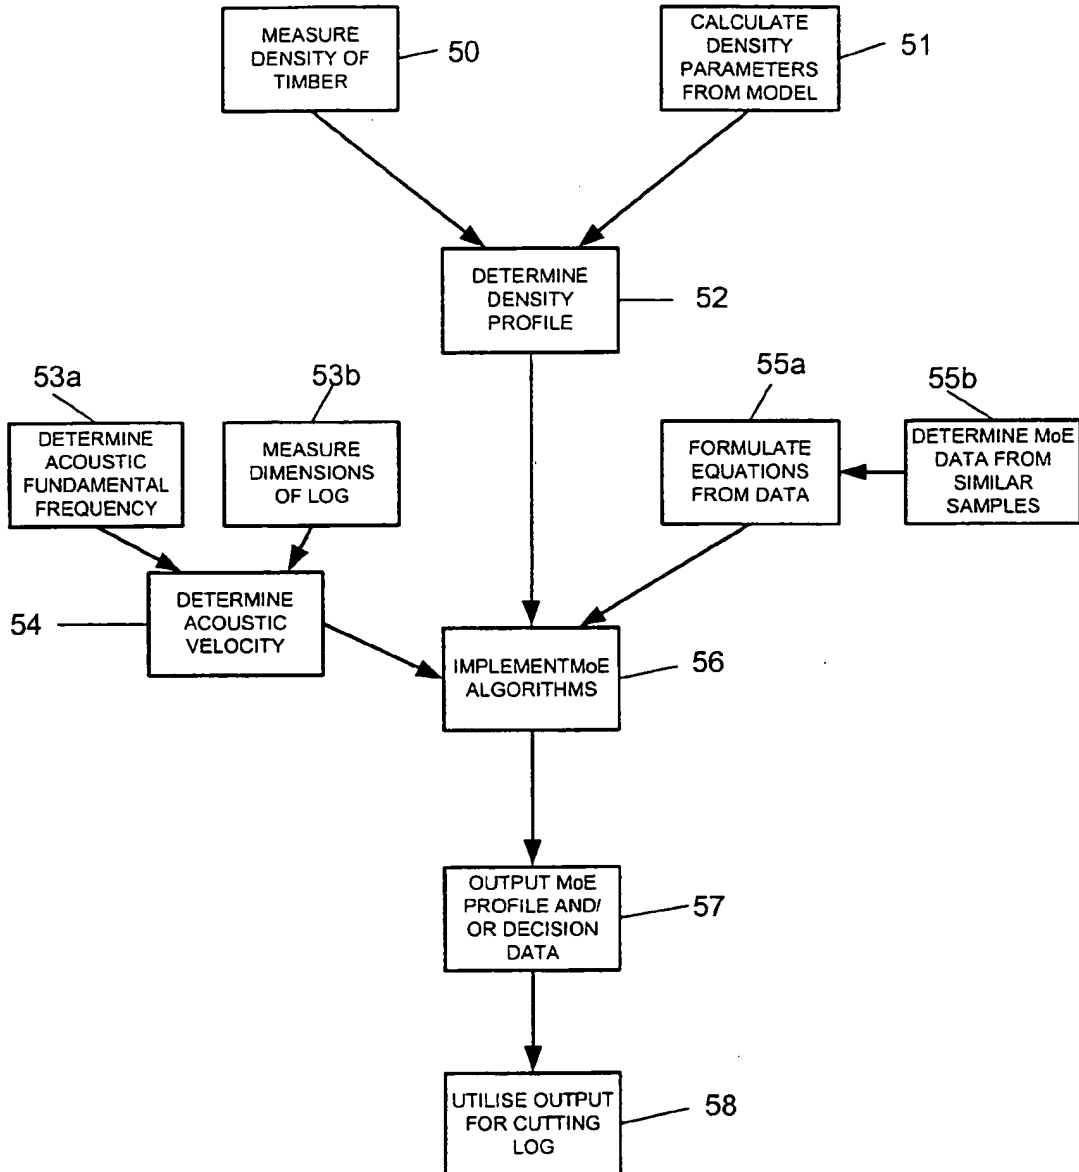 MEASURE
DENSITY OF
TIMBER
50
CALCULATE
DENSITY
PARAMETERS
FROM MODEL
51
DETERMINE
DENSITY
PROFILE
52
53a
DETERMINE
ACOUSTIC
FUNDAMENTAL
FREQUENCY
53b
MEASURE
DIMENSIONS
OF LOG
55a
FORMULATE
EQUATIONS
FROM DATA
55b
DETERMINE MoE
DATA FROM
SIMILAR
SAMPLES
54
DETERMINE
ACOUSTIC
VELOCITY
IMPLEMENTMoE
ALGORITHMS
56
OUTPUT MoE
PROFILE AND/
OR DECISION
DATA
57
UTILISE OUTPUT
FOR CUTTING
LOG
58